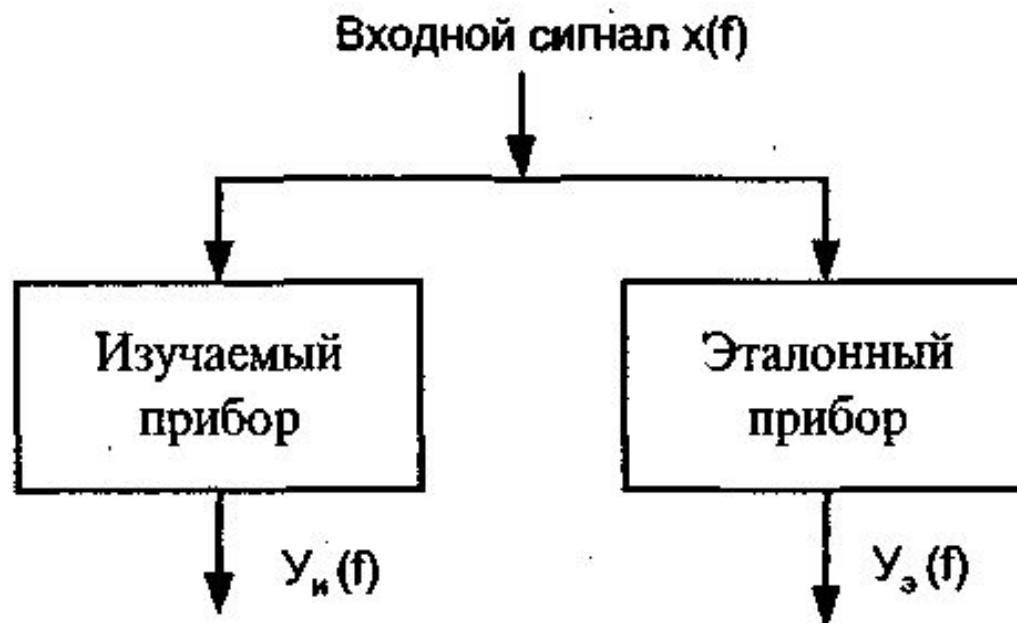 Входной сигнал x(f)
Изучаемый
прибор
Эталонный
прибор
Уи (f)
Уэ (f)